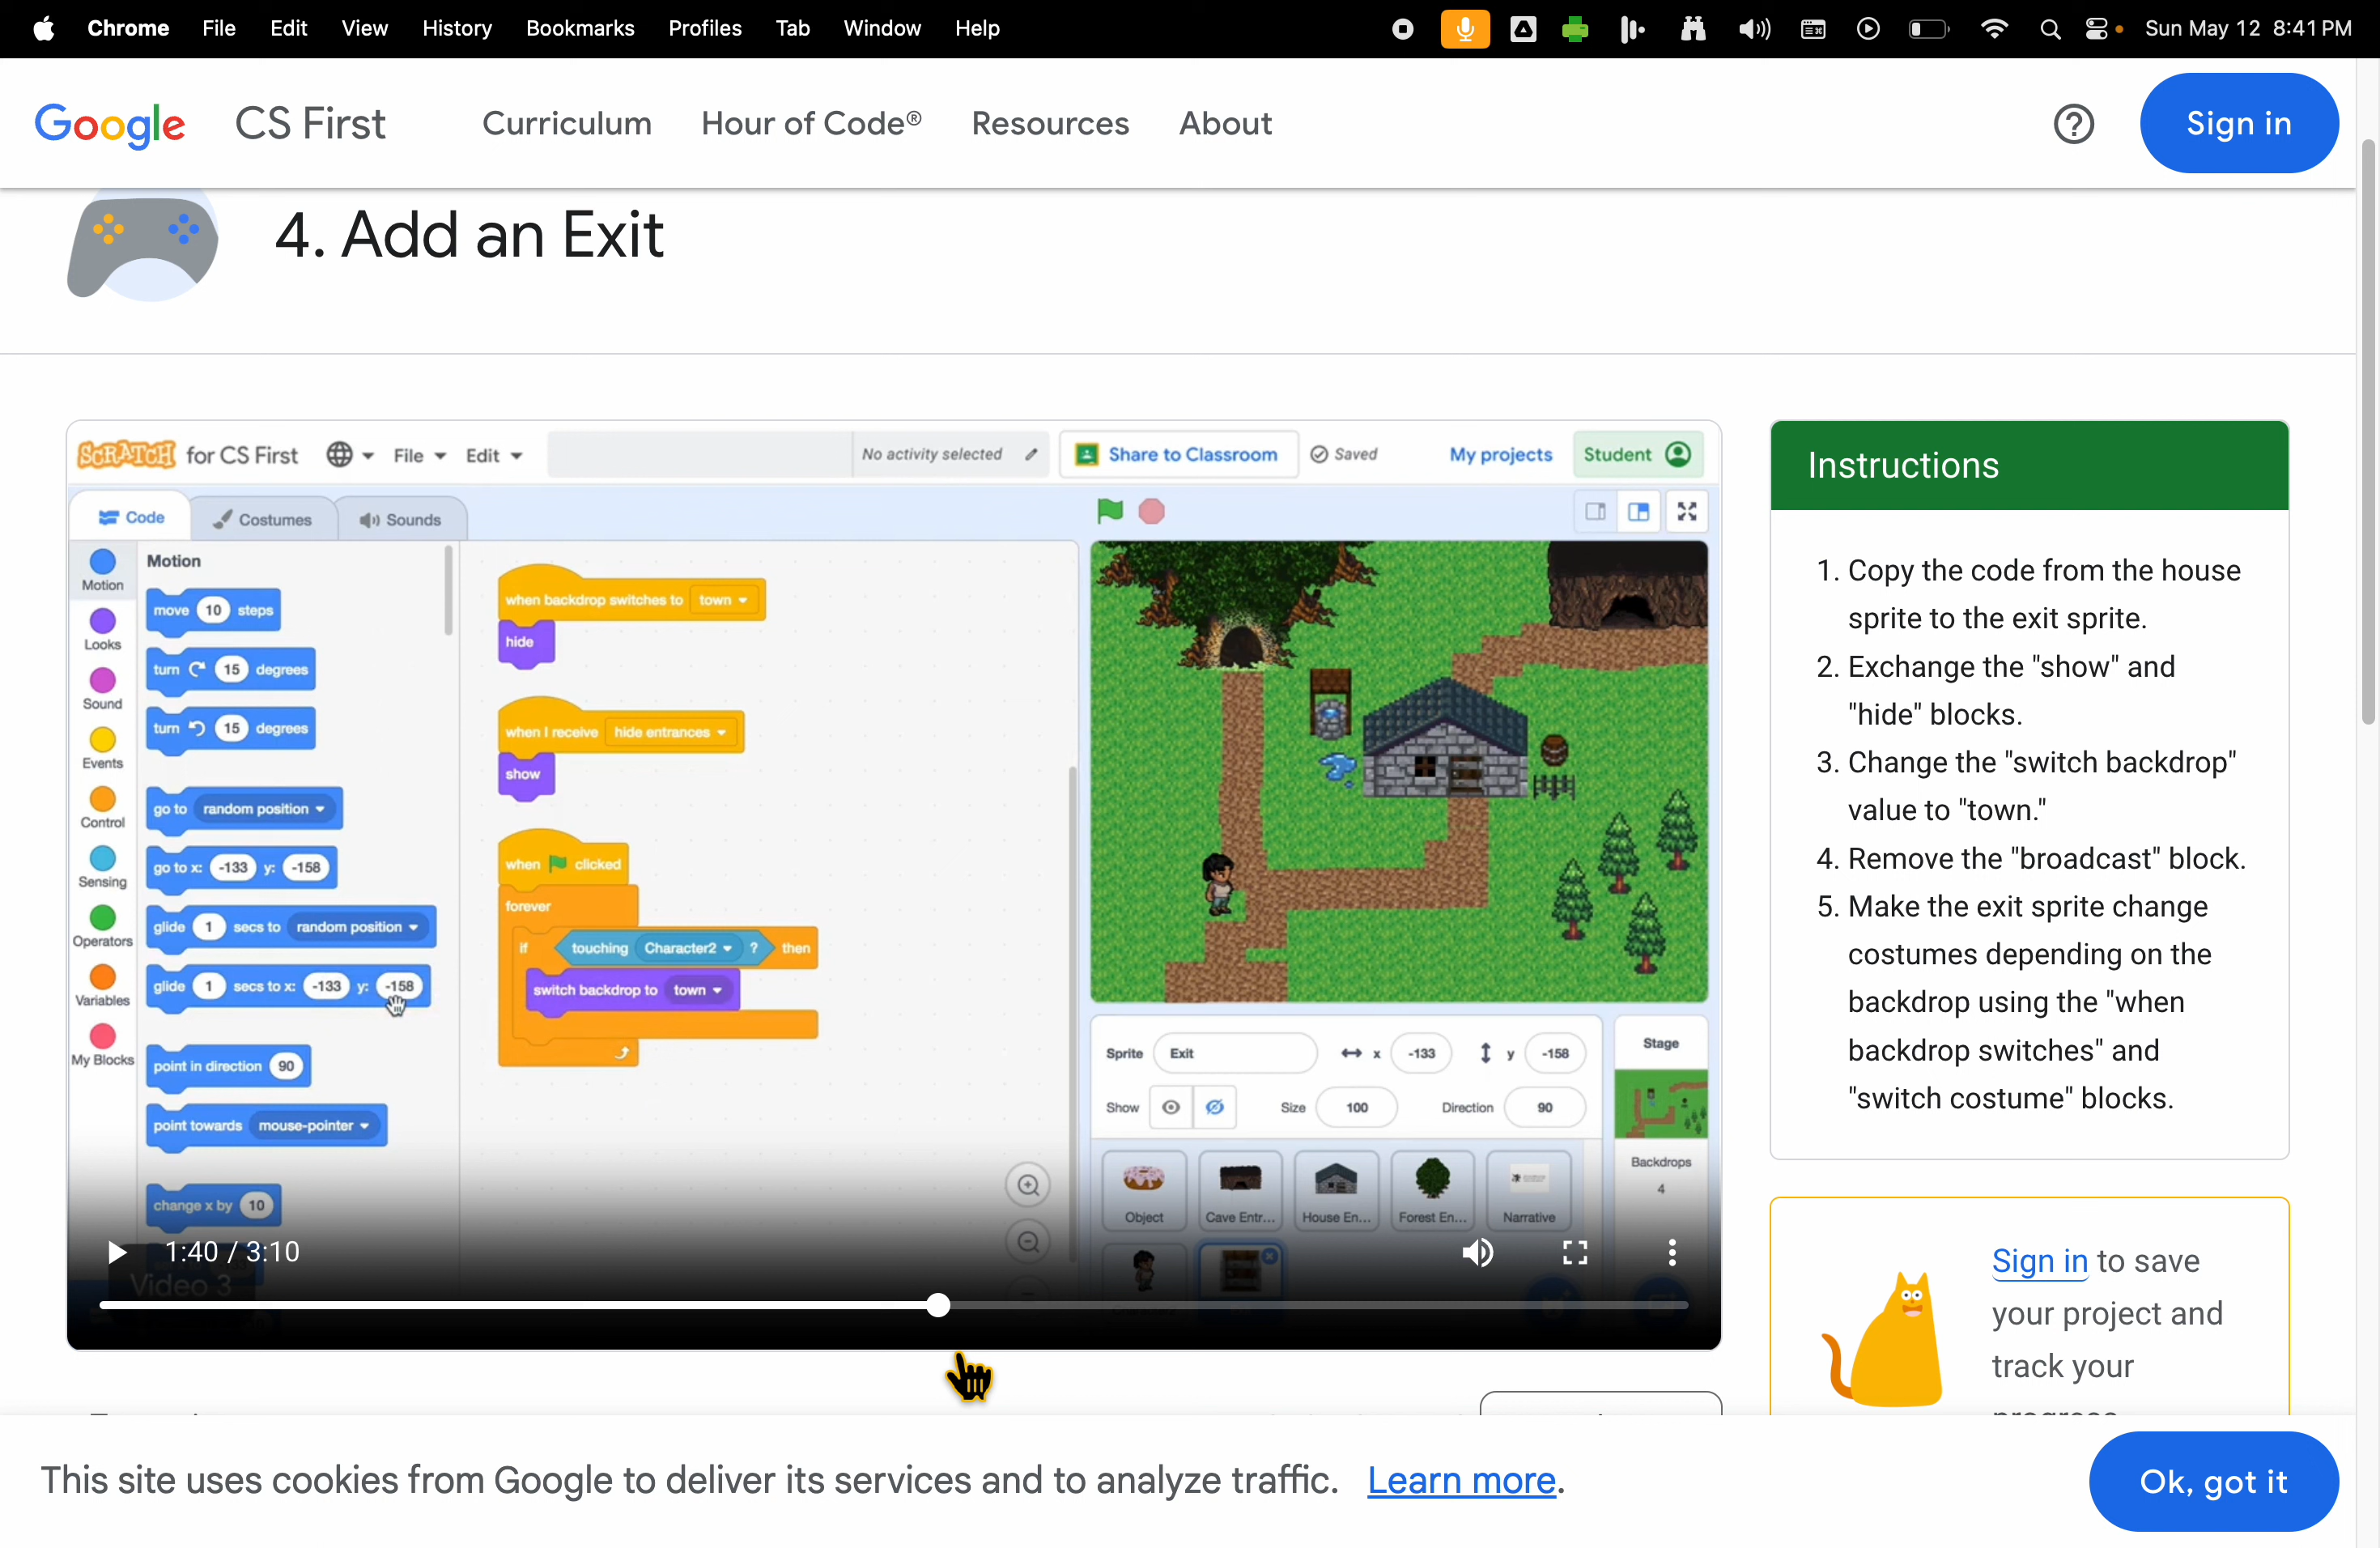 Chrome File Edit View History Bookmarks Profiles Tab Window Help Sun May 12 8:41 PM
Google CS First Curriculum Hour of Code® Resources About Sign in
4. Add an Exit
SCRATCH for CS First File Edit No activity selected Share to Classroom Saved My projects Student
Code Costumes Sounds
Motion
Looks
Sound
Events
Control
Sensing
Operators
Variables
My Blocks
Motion
move 10 steps
turn 15 degrees
turn 15 degrees
go to random position
go to x: -133 y: -158
glide 1 secs to random position
glide 1 secs to x: -133 y: -158
point in direction 90
point towards mouse-pointer
change x by 10
when backdrop switches to town
hide
when I receive hide entrances
show
when clicked
forever
if touching Character2 ? then
switch backdrop to town
Sprite Exit x -133 y -158
Show Size 100 Direction 90
Stage
Backdrops
4
Object Cave Entr... House En... Forest En... Narrative
1:40 / 3:10
Video 3
Instructions
1. Copy the code from the house
sprite to the exit sprite.
2. Exchange the "show" and
"hide" blocks.
3. Change the "switch backdrop"
value to "town."
4. Remove the "broadcast" block.
5. Make the exit sprite change
costumes depending on the
backdrop using the "when
backdrop switches" and
"switch costume" blocks.
Sign in to save
your project and
track your
This site uses cookies from Google to deliver its services and to analyze traffic. Learn more.
Ok, got it